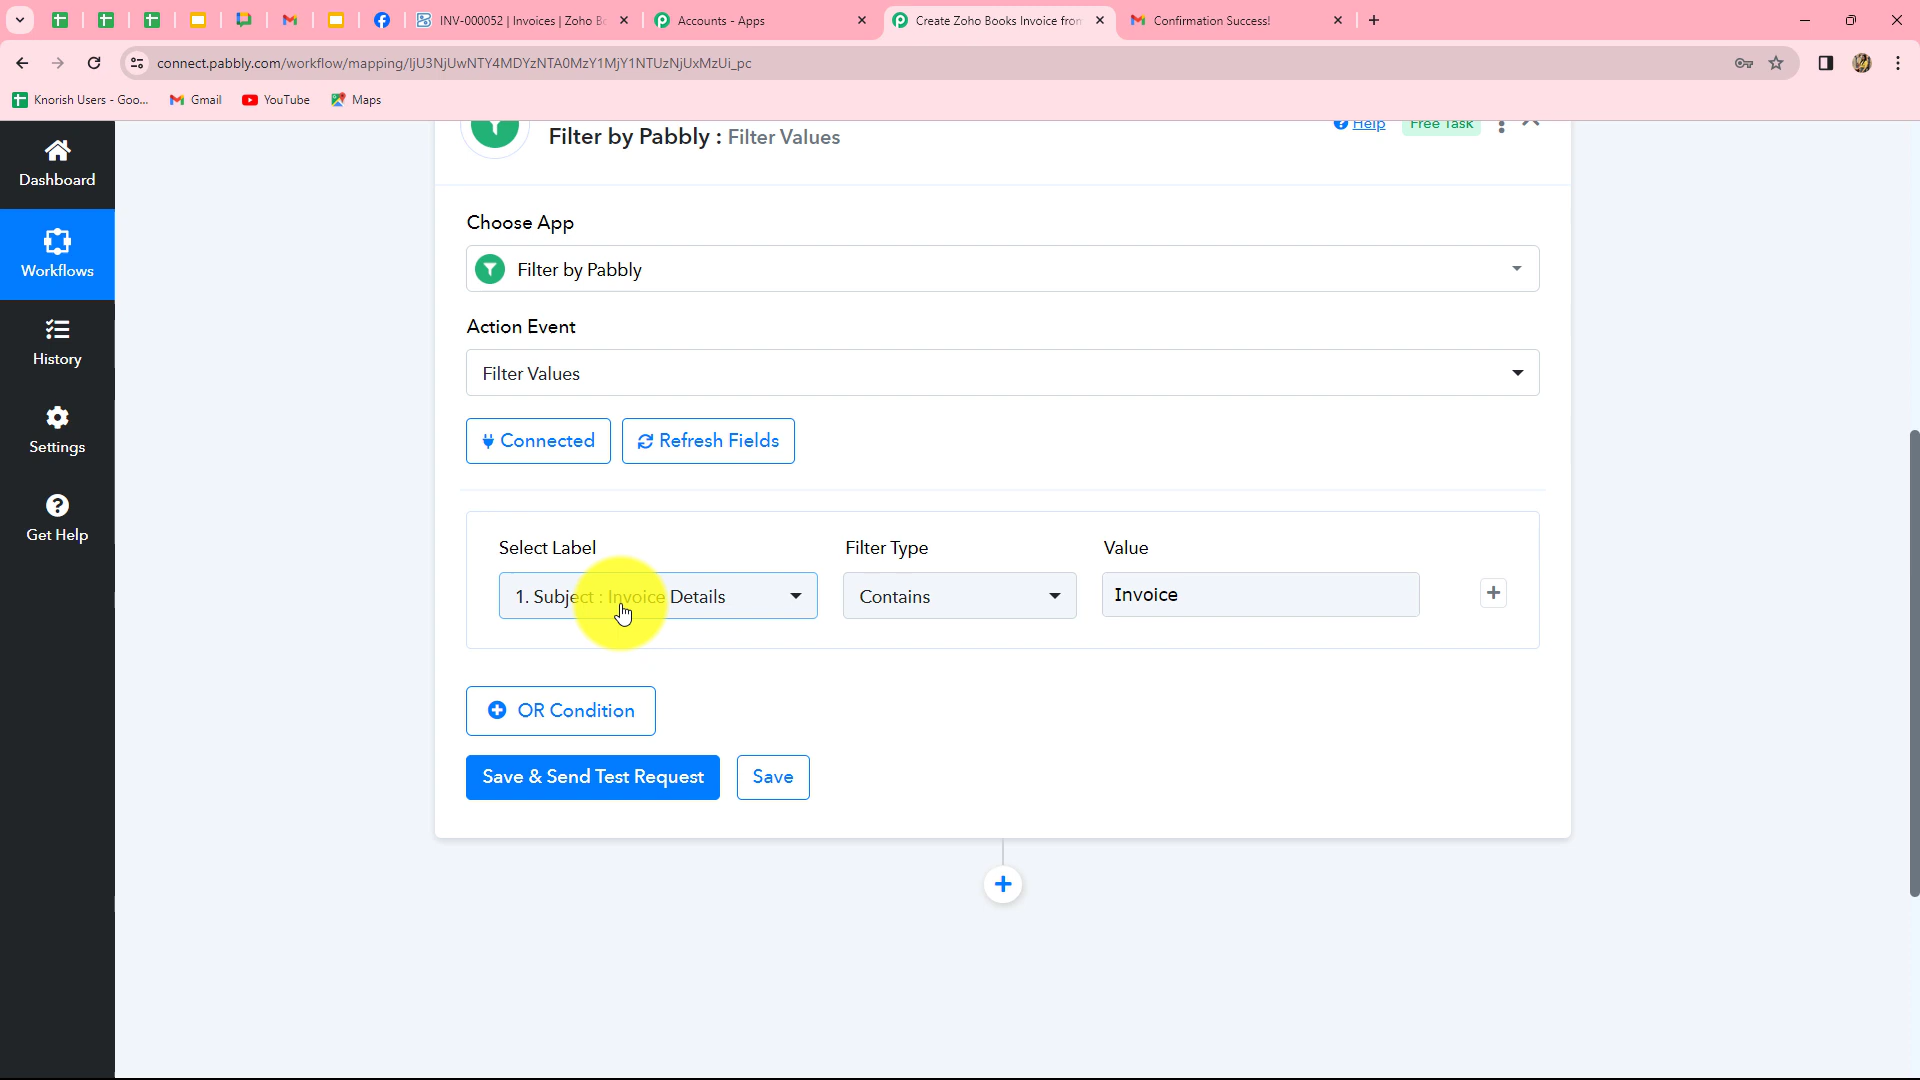 INV-000052 | Invoices | Zoho Bo
Accounts - Apps
Create Zoho Books Invoice from
Confirmation Success!
connect.pabbly.com/workflow/mapping/IjU3NjUwNTY4MDYzNTA0MzY1MjY1NTUzNjUxMzUi_pc
Knorish Users - Goo...
Gmail
YouTube
Maps
Dashboard
Workflows
History
Settings
Get Help
Filter by Pabbly : Filter Values
Help
Free Task
Choose App
Filter by Pabbly
Action Event
Filter Values
Connected
Refresh Fields
Select Label
Filter Type
Value
1. Subject : Invoice Details
Contains
Invoice
OR Condition
Save & Send Test Request
Save